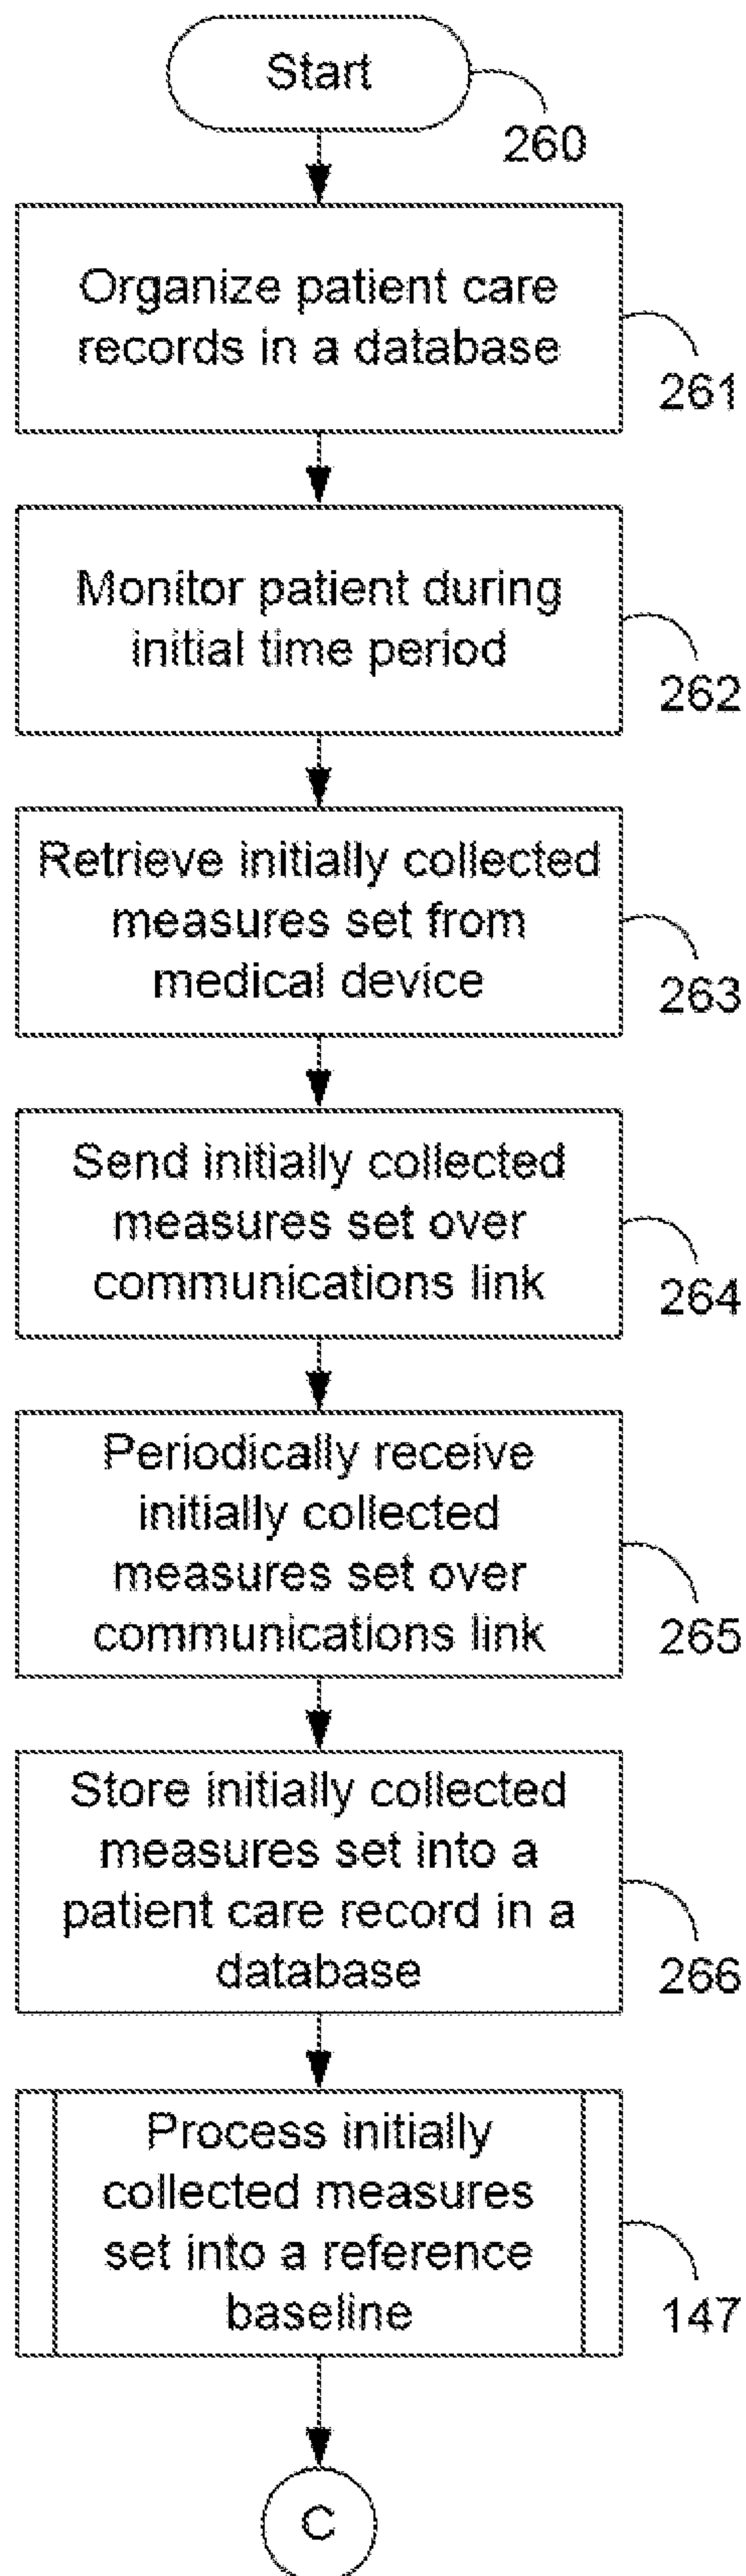 Start
260
Organize patient care
records in a database
261
Monitor patient during
initial time period
262
Retrieve initially collected
measures set from
medical device
263
Send initially collected
measures set over
communications link
264
Periodically receive
initially collected
measures set over
communications link
265
Store initially collected
measures set into a
patient care record in a
database
266
Process initially
collected measures
set into a reference
baseline
147
C